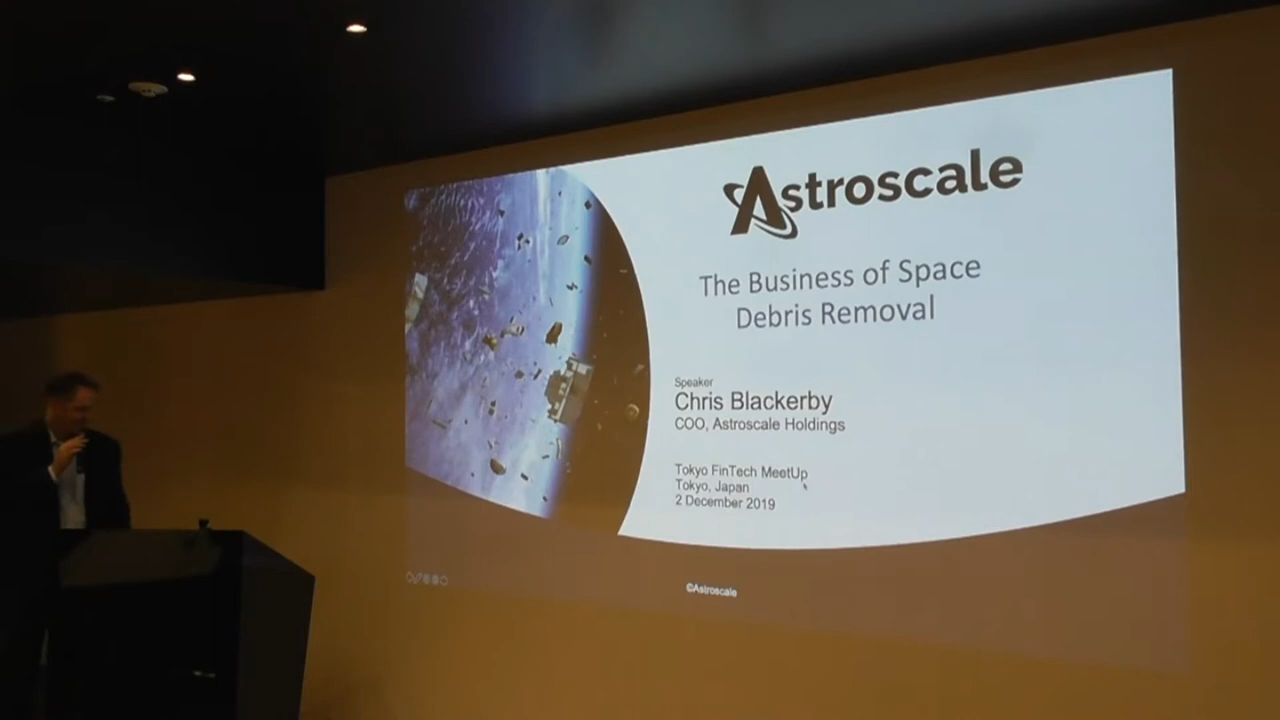 Astroscale
The Business of Space
Debris Removal
Speaker
Chris Blackerby
COO, Astroscale Holdings
Tokyo FinTech MeetUp
Tokyo, Japan
2 December 2019
©Astroscale